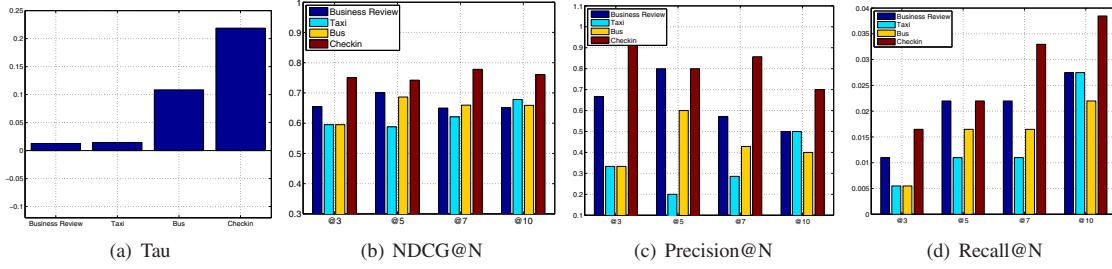 0.25
0.2
0.15
0.1
0.05
0
−0.05
−0.1
Business Review Taxi Bus Checkin
(a) Tau
1
0.9
0.8
0.7
0.6
0.5
0.4
0.3
Business Review
Taxi
Bus
Checkin
@3 @5 @7 @10
(b) NDCG@N
1.1
1
0.9
0.8
0.7
0.6
0.5
0.4
0.3
0.2
0.1
Business Review
Taxi
Bus
Checkin
@3 @5 @7 @10
(c) Precision@N
0.04
0.035
0.03
0.025
0.02
0.015
0.01
0.005
0
Business Review
Taxi
Bus
Checkin
@3 @5 @7 @10
(d) Recall@N